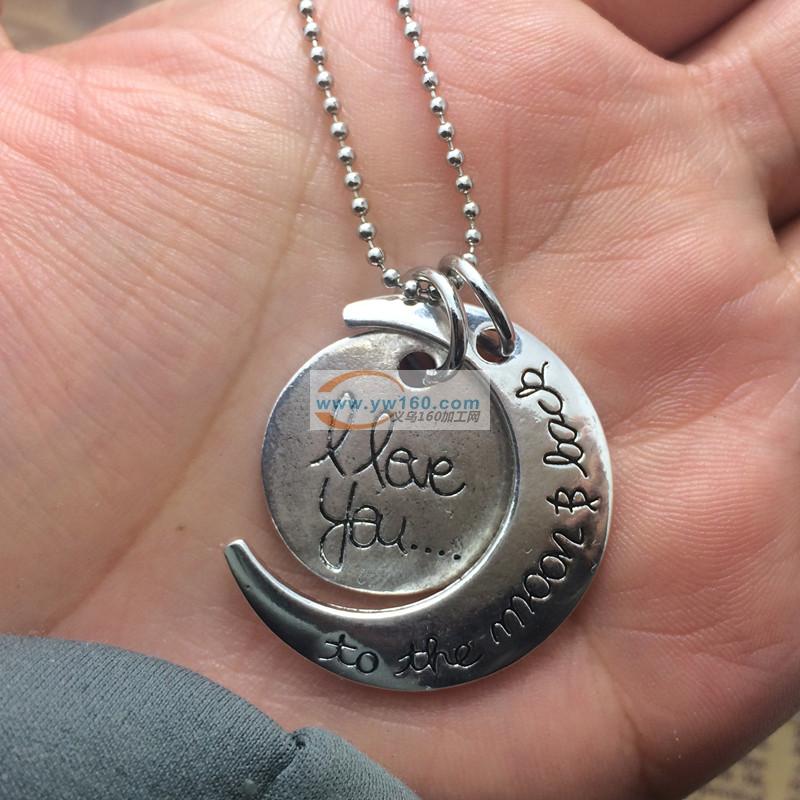 www.yw160.com
义乌160加工网
I love
You....
to the moon & back